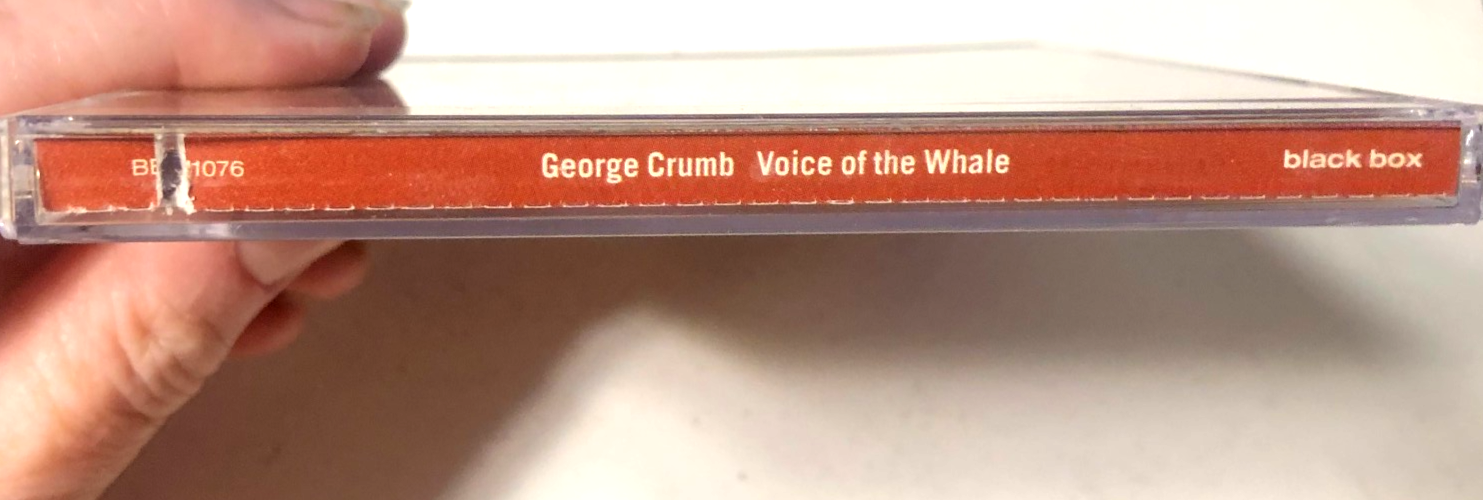 George Crumb Voice of the Whale black box